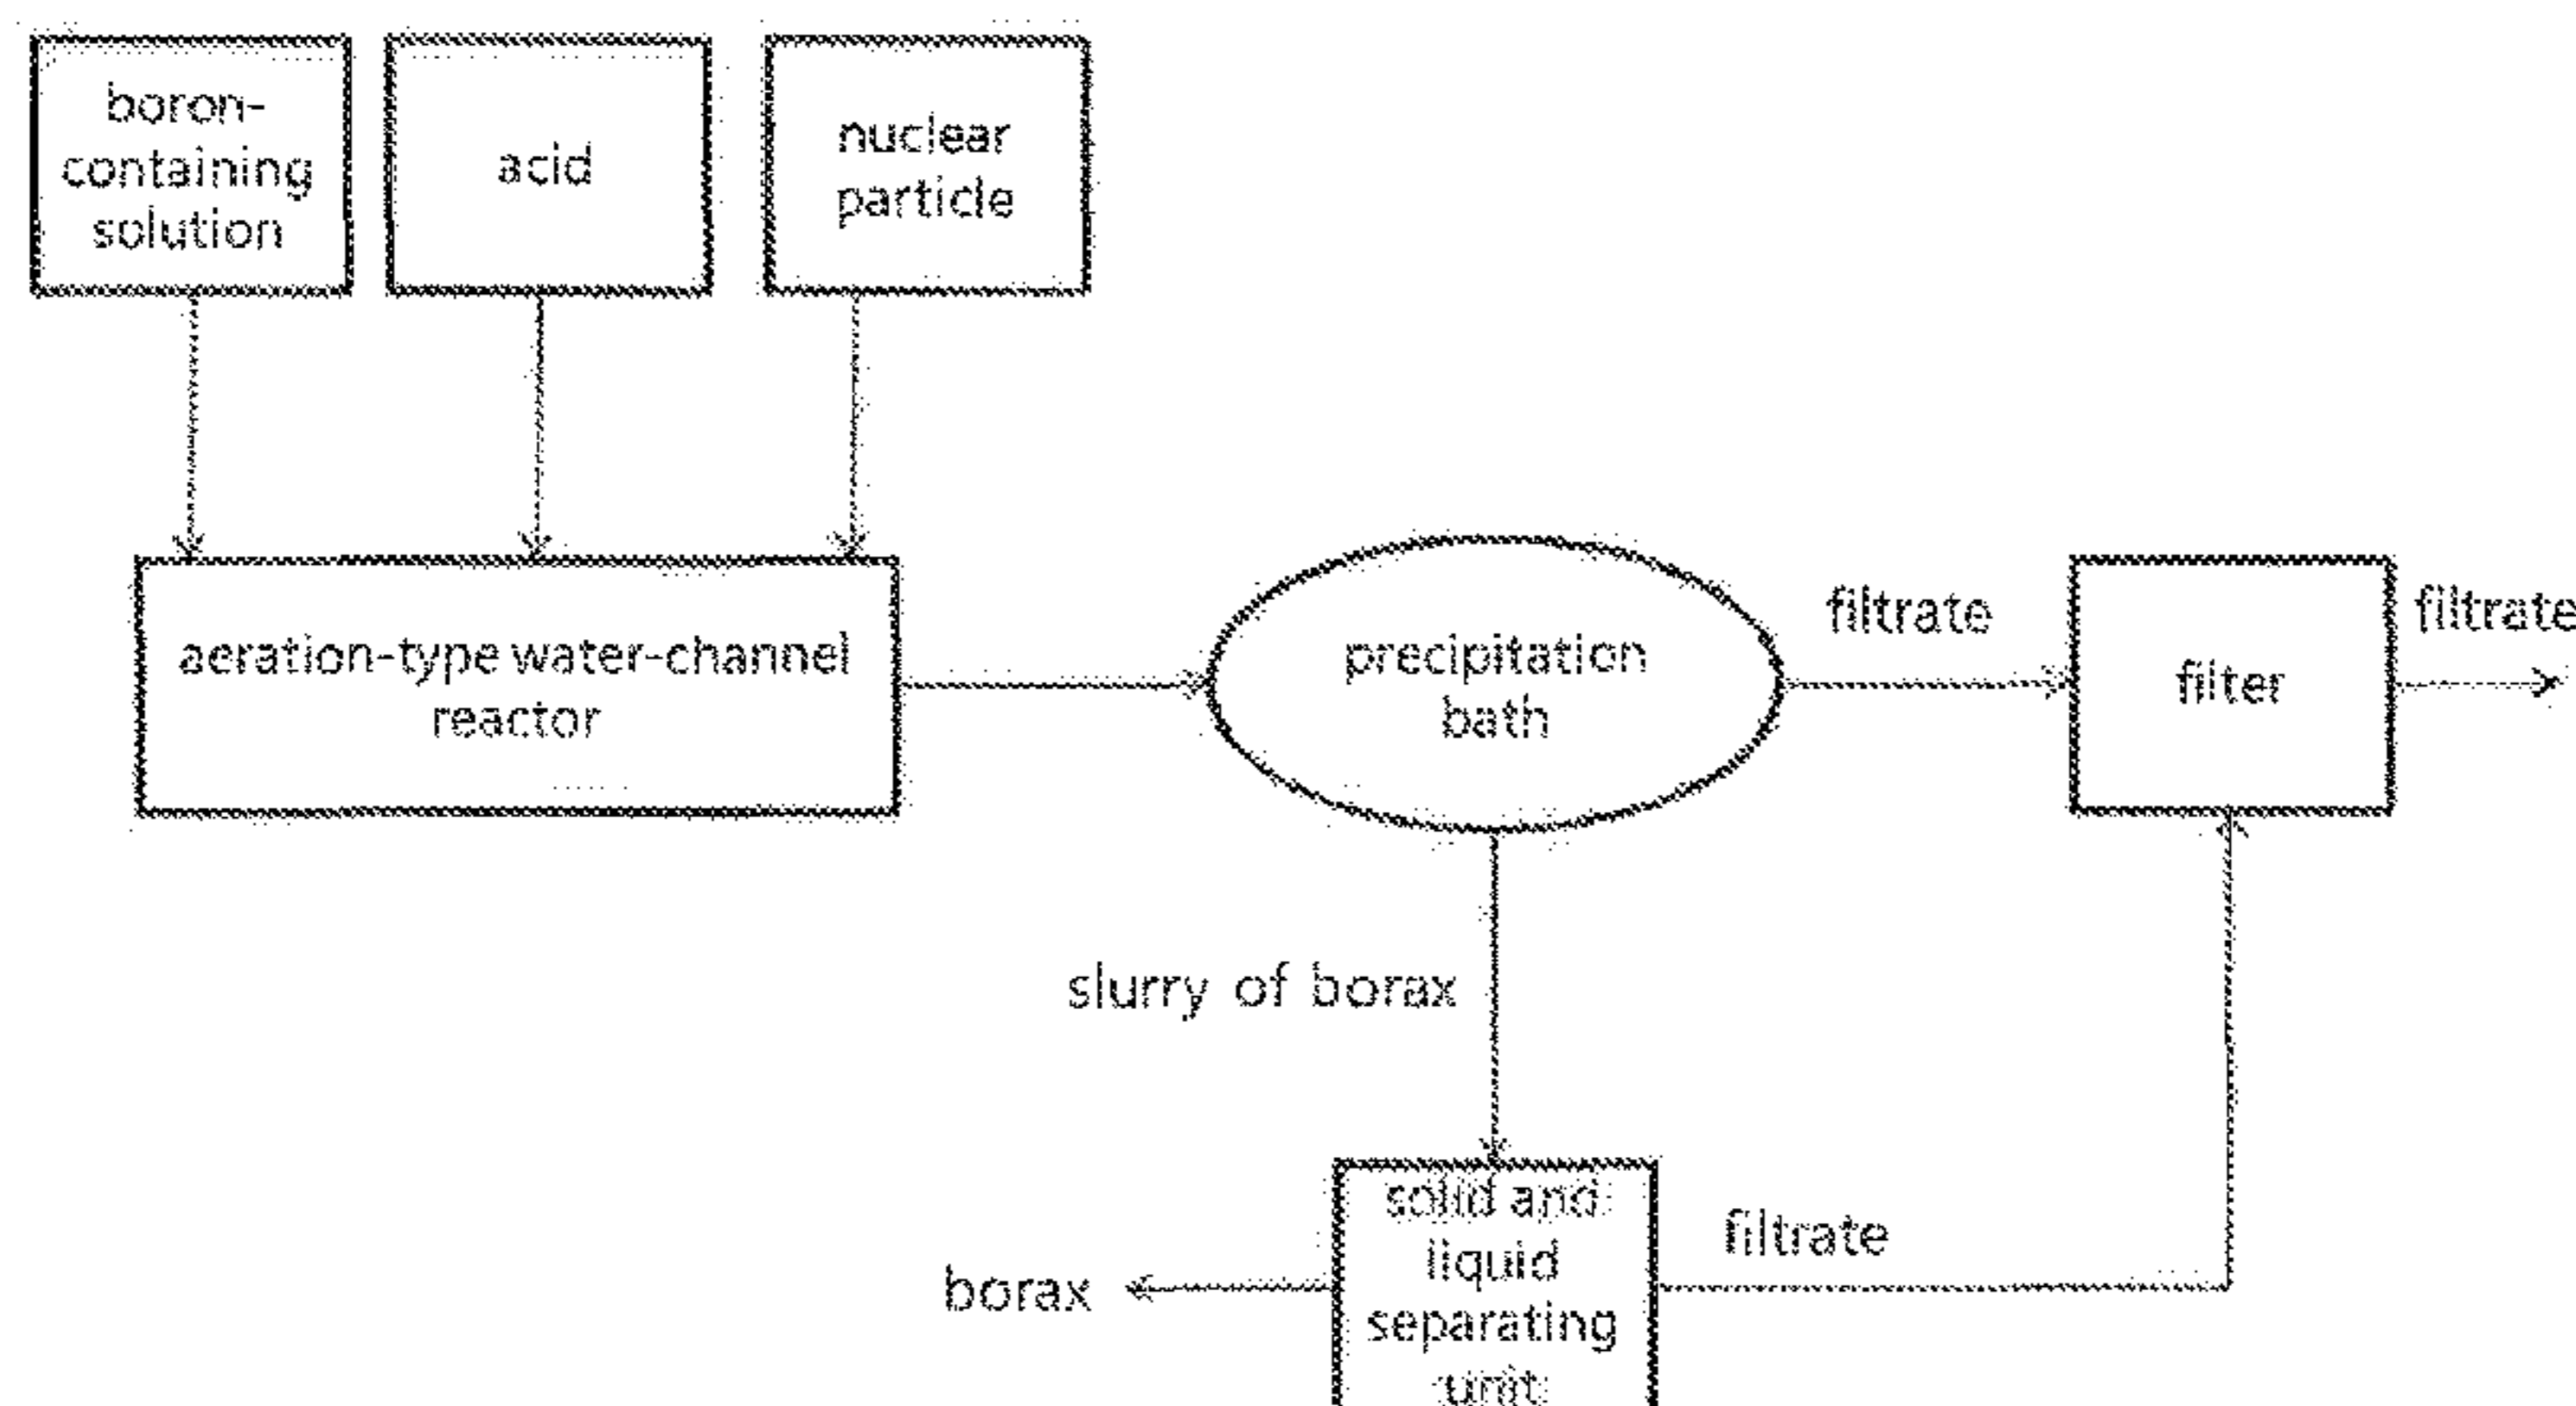 boron-
containing
solution
acid
nuclear
particle
aeration-type water-channel
reactor
precipitation
bath
filtrate
filter
filtrate
slurry of borax
solid and
liquid
separating
unit
filtrate
borax